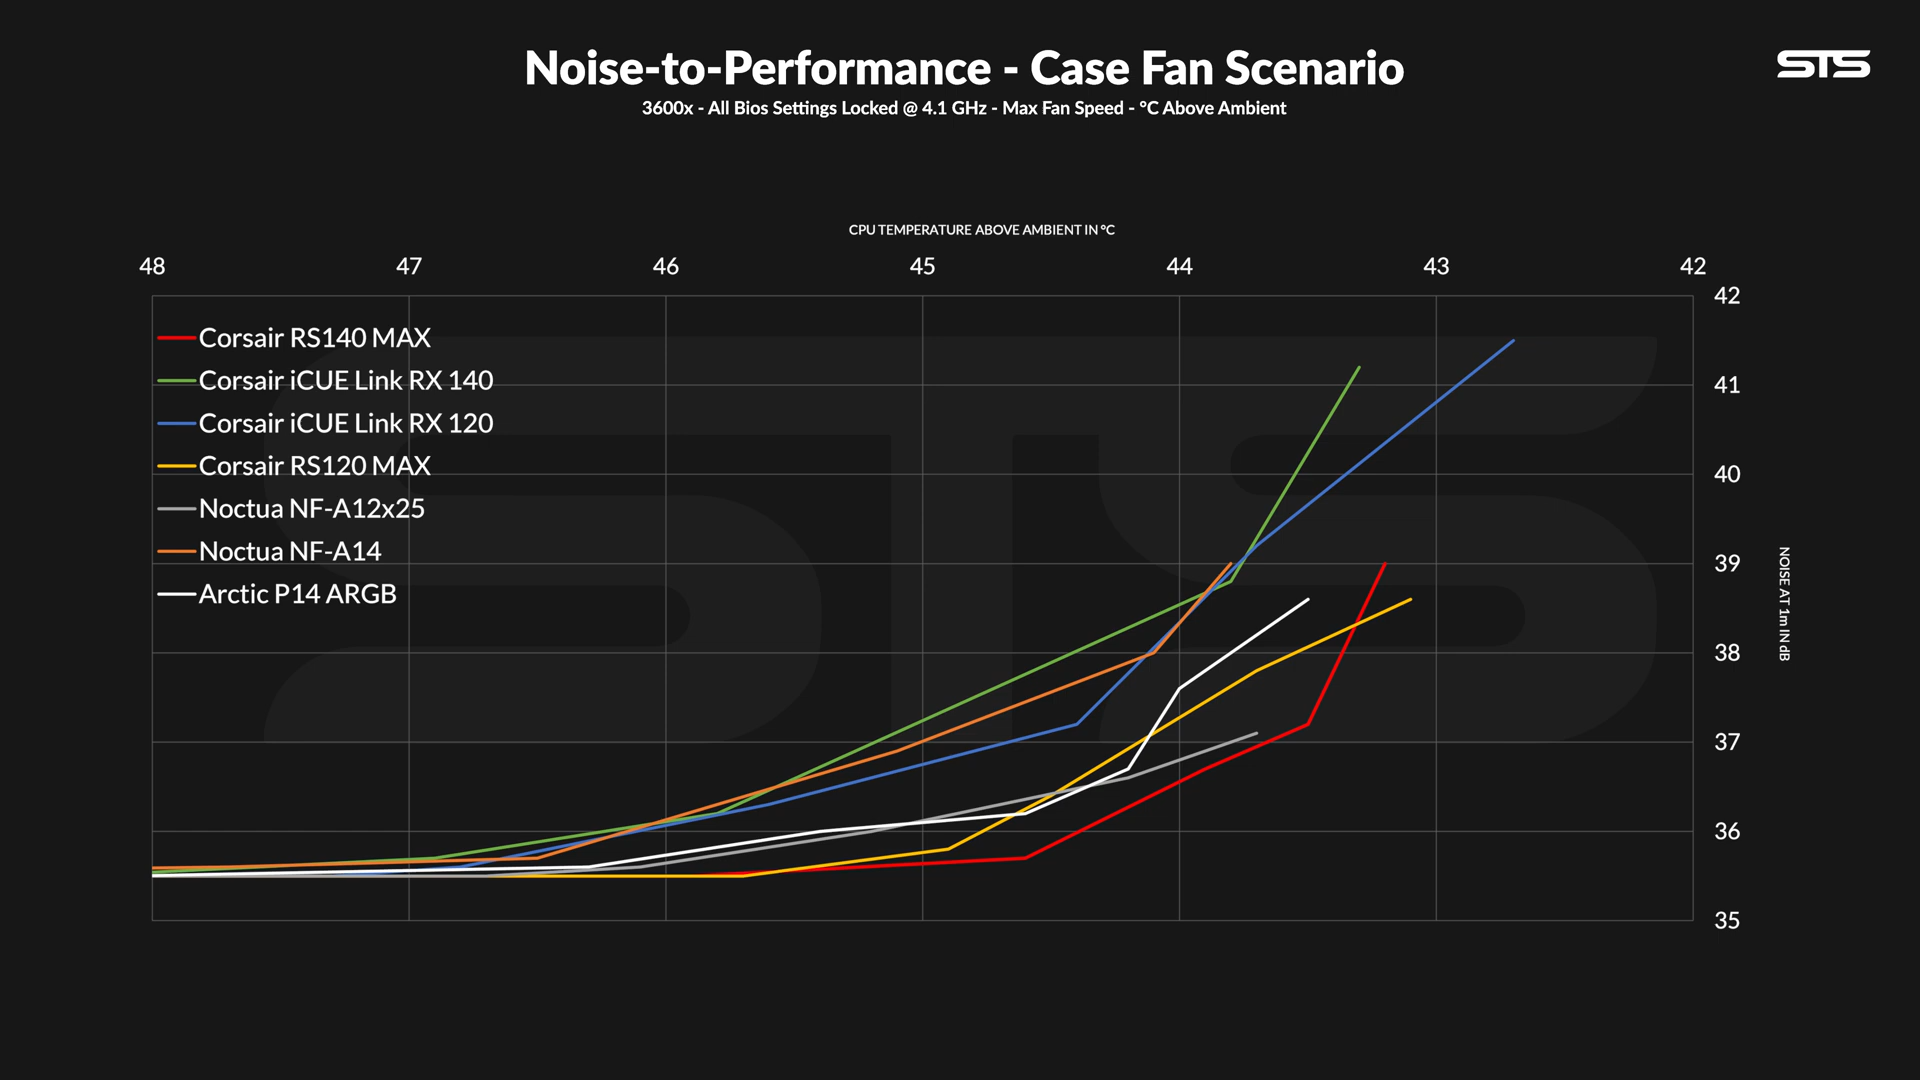 Noise-to-Performance - Case Fan Scenario
STS
3600x - All Bios Settings Locked @ 4.1 GHz - Max Fan Speed - °C Above Ambient
CPU TEMPERATURE ABOVE AMBIENT IN °C
48 47 46 45 44 43 42
42
Corsair RS140 MAX
Corsair iCUE Link RX 140
41
Corsair iCUE Link RX 120
Corsair RS120 MAX
40
Noctua NF-A12x25
Noctua NF-A14
39
Arctic P14 ARGB
NOISE AT 1m IN dB
38
37
36
35
STS